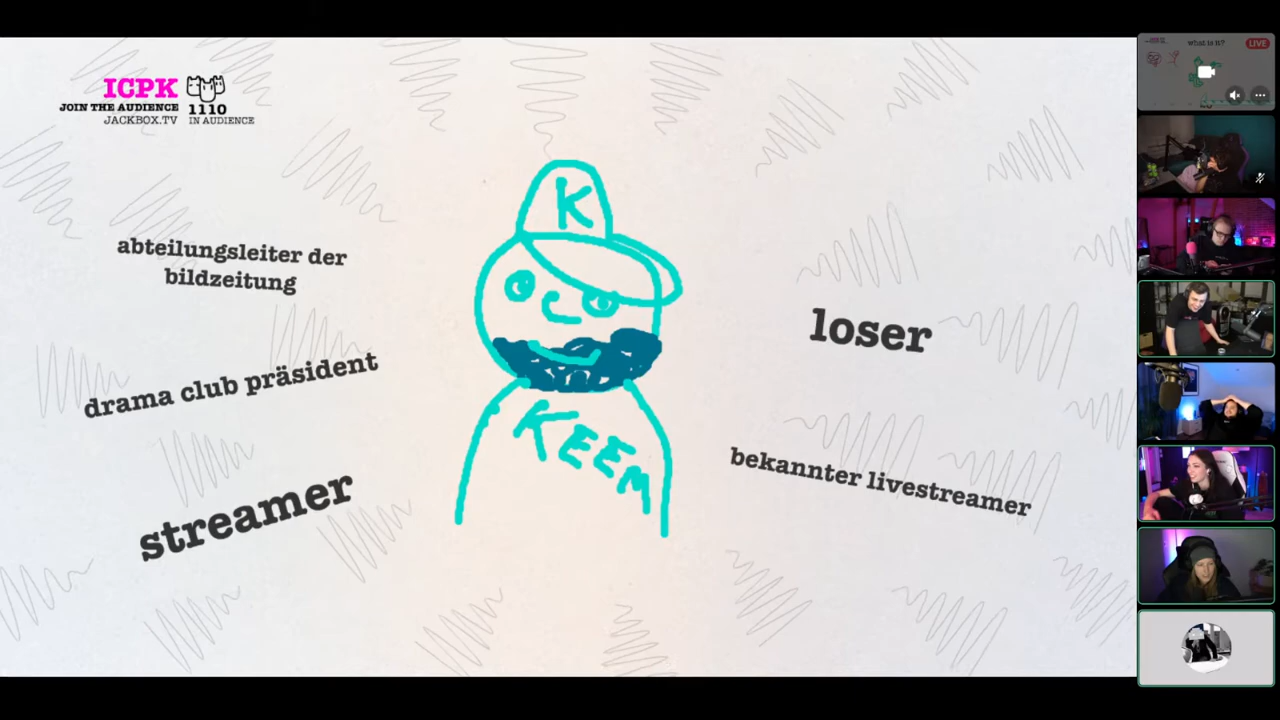 ICPK
JOIN THE AUDIENCE
JACKBOX.TV
1110
IN AUDIENCE
what is it?
LIVE
K
abteilungsleiter der
bildzeitung
loser
drama club präsident
KEEM
bekannter livestreamer
streamer